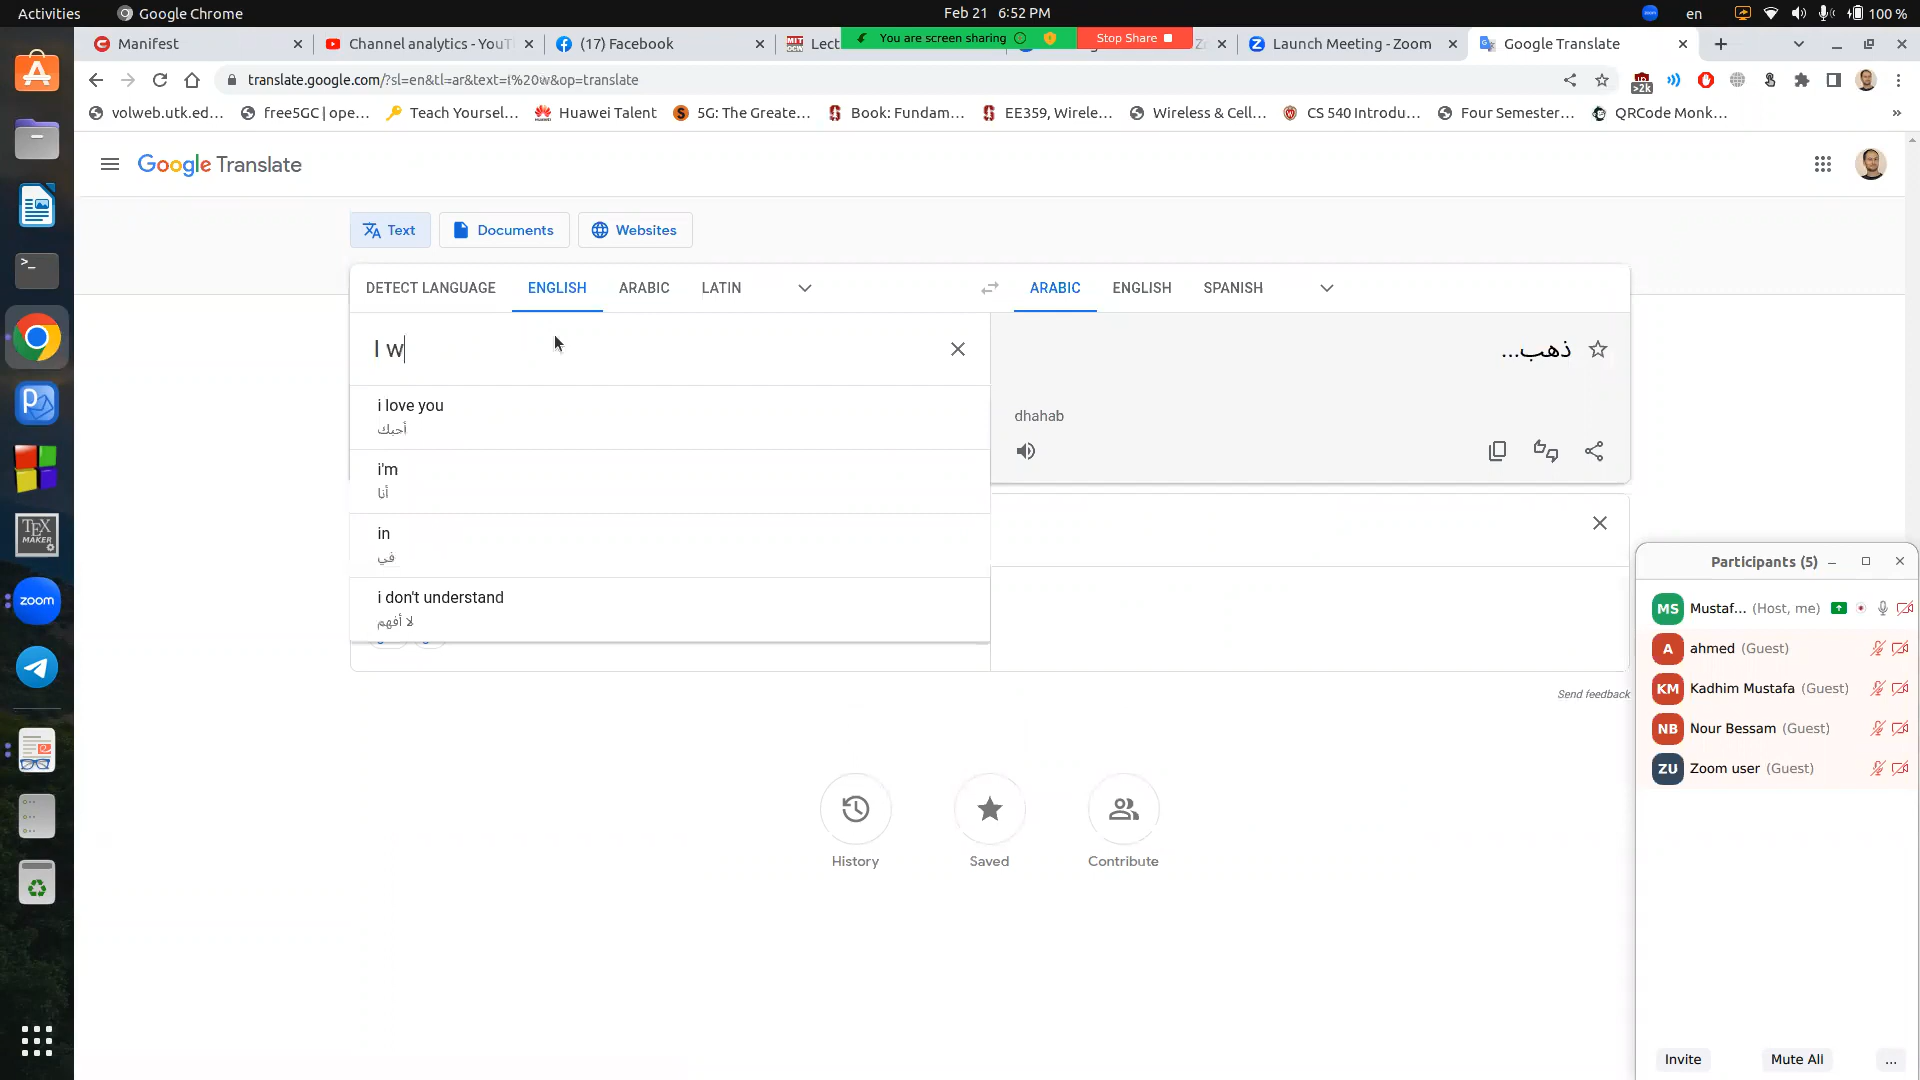 Activities
Google Chrome
Feb 21 6:52 PM
en
100 %
Manifest
Channel analytics - YouT
(17) Facebook
MIT
OCW
Lect
You are screen sharing
Stop Share
Launch Meeting - Zoom
Google Translate
translate.google.com/?sl=en&tl=ar&text=I%20w&op=translate
>2k
volweb.utk.ed...
free5GC | ope...
Teach Yoursel...
Huawei Talent
5G: The Greate...
Book: Fundam...
EE359, Wirele...
Wireless & Cell...
CS 540 Introdu...
Four Semester...
QRCode Monk...
»
Google Translate
Text
Documents
Websites
DETECT LANGUAGE
ENGLISH
ARABIC
LATIN
ARABIC
ENGLISH
SPANISH
I w
ذهب...
i love you
أحبك
dhahab
i'm
أنا
in
في
i don't understand
لا أفهم
Send feedback
History
Saved
Contribute
TEX
MAKER
zoom
Participants (5)
MS Mustaf... (Host, me)
A ahmed (Guest)
KM Kadhim Mustafa (Guest)
NB Nour Bessam (Guest)
ZU Zoom user (Guest)
Invite
Mute All
...